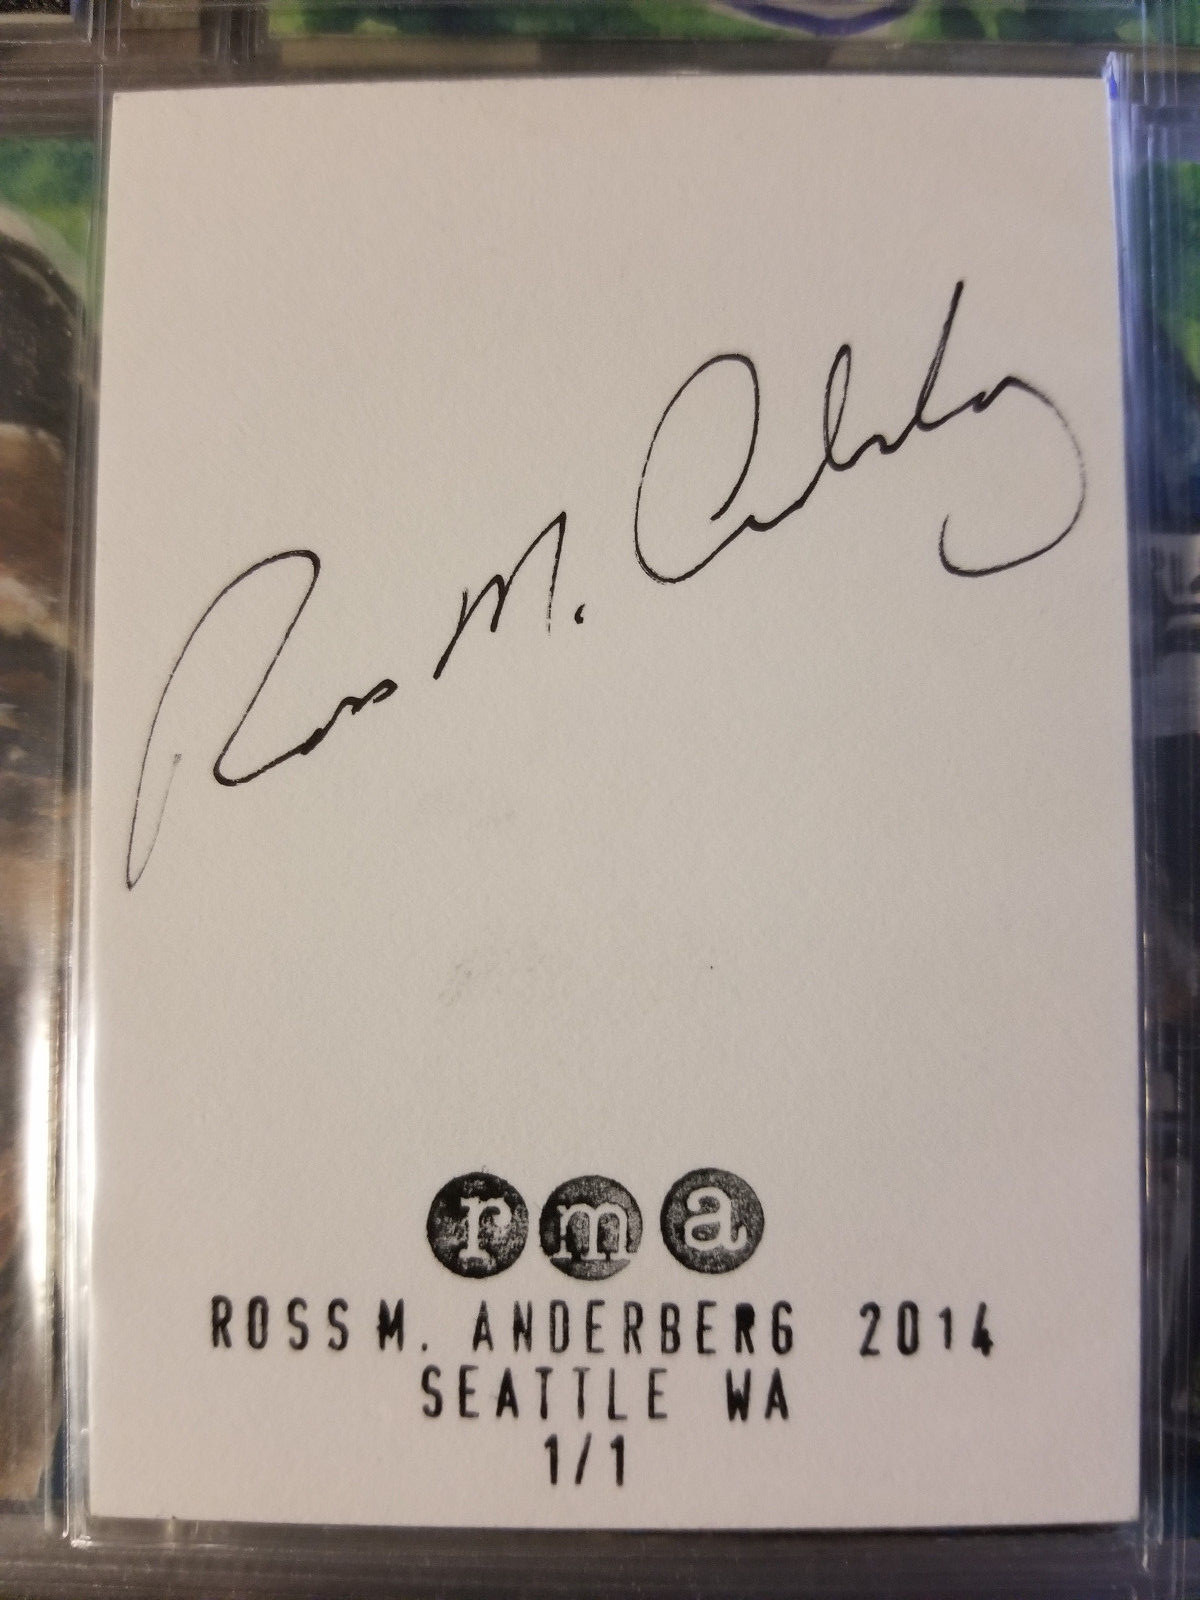 Ross M. Anderberg
rma
ROSS M. ANDERBERG 2014
SEATTLE WA
1/1